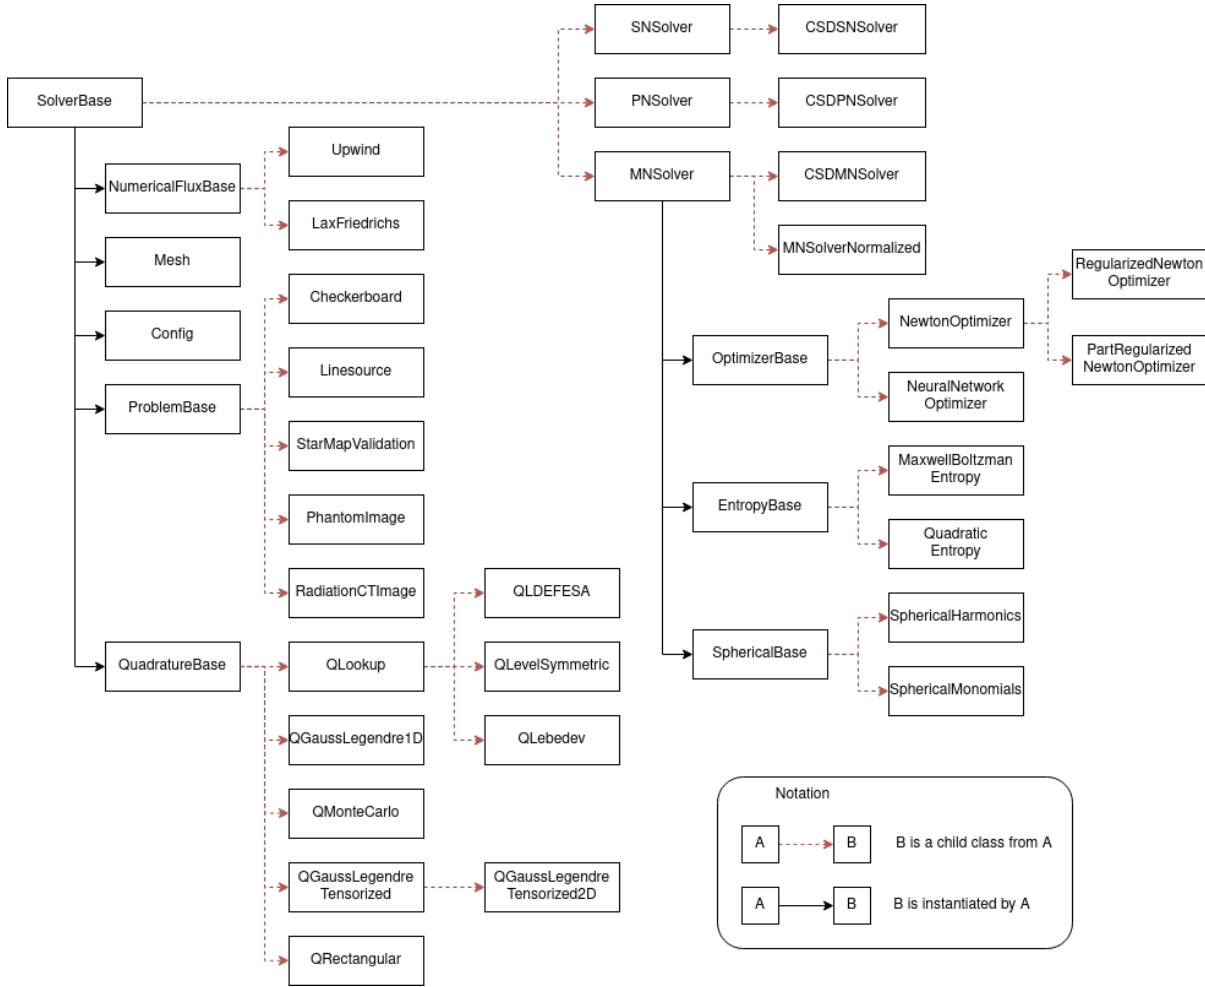 SNSolver
CSDSNSolver
SolverBase
PNSolver
CSDPNSolver
Upwind
NumericalFluxBase
MNSolver
CSDMNSolver
LaxFriedrichs
Mesh
MNSolverNormalized
Checkerboard
RegularizedNewton
Optimizer
Config
NewtonOptimizer
Linesource
OptimizerBase
PartRegularized
NewtonOptimizer
ProblemBase
NeuralNetwork
Optimizer
StarMapValidation
MaxwellBoltzman
Entropy
PhantomImage
EntropyBase
Quadratic
Entropy
RadiationCTImage
QLDEFESA
SphericalHarmonics
QuadratureBase
QLookup
QLevelSymmetric
SphericalBase
SphericalMonomials
QGaussLegendre1D
QLebedev
QMonteCarlo
QGaussLegendre
Tensorized
QGaussLegendre
Tensorized2D
QRectangular
Notation
A
B
B is a child class from A
A
B
B is instantiated by A